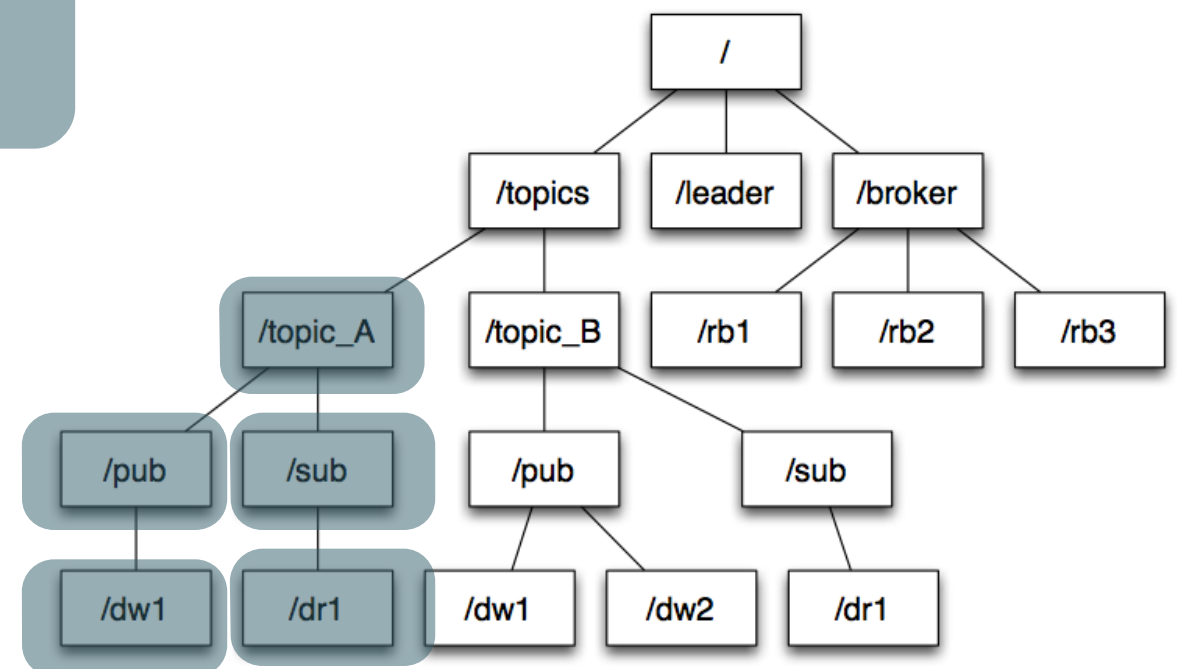 /
/topics
/leader
/broker
/topic_A
/topic_B
/rb1
/rb2
/rb3
/pub
/sub
/pub
/sub
/dw1
/dr1
/dw1
/dw2
/dr1